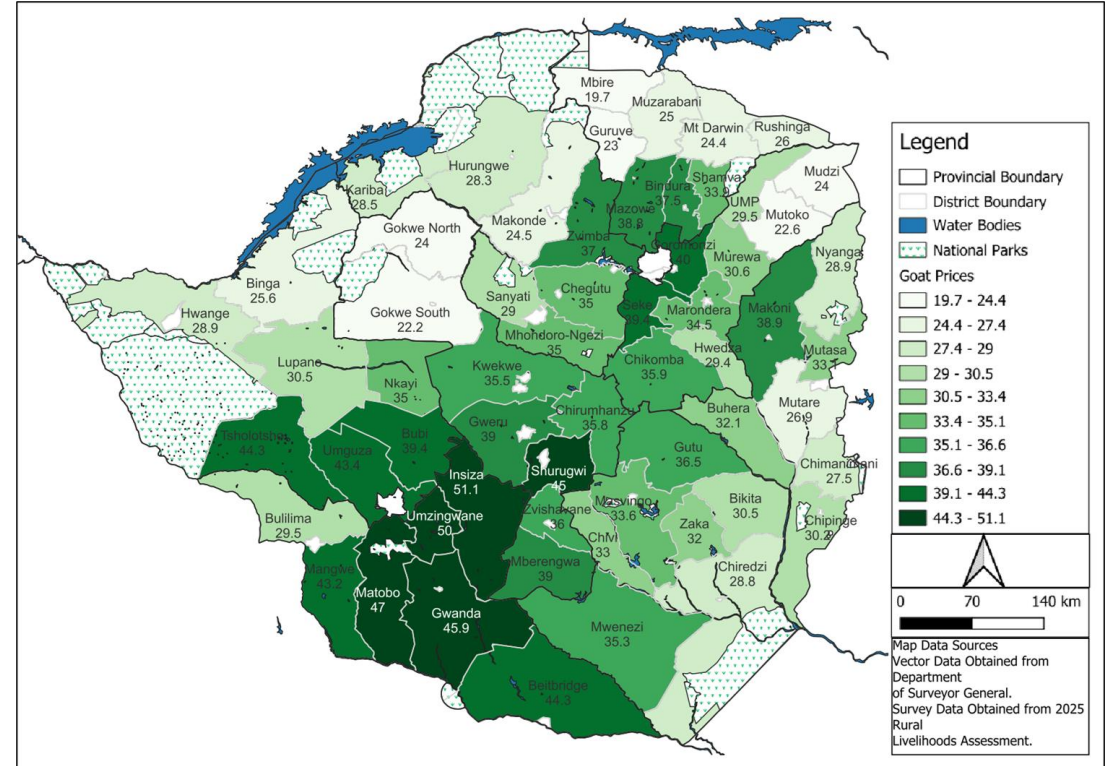 Mbire
19.7
Muzarabani
25
Guruve
23
Mt Darwin
24.4
Rushinga
26
Hurungwe
28.3
Kariba
28.5
Bindura
37.5
Shamva
33.9
Mudzi
24
UMP
29.5
Mutoko
22.6
Mazowe
38.8
Makonde
24.5
Gokwe North
24
Zvimba
37
Goromonzi
40
Murewa
30.6
Nyanga
28.9
Binga
25.6
Sanyati
29
Chegutu
35
Seke
39.4
Marondera
34.5
Makoni
38.9
Hwange
28.9
Gokwe South
22.2
Mhondoro-Ngezi
35
Hwedza
29.4
Mutasa
33.1
Lupane
30.5
Nkayi
35
Kwekwe
35.5
Chikomba
35.9
Mutare
26.9
Chirumhanzu
35.8
Buhera
32.1
Gweru
39
Tsholotsho
44.3
Umguza
43.4
Bubi
39.4
Gutu
36.5
Insiza
51.1
Shurugwi
45
Chimanimani
27.5
Bulilima
29.5
Umzingwane
50
Zvishavane
36
Masvingo
33.6
Bikita
30.5
Zaka
32
Chipinge
30.2
Chivi
33
Mangwe
43.2
Mberengwa
39
Chiredzi
28.8
Matobo
47
Gwanda
45.9
Mwenezi
35.3
Beitbridge
44.3
Legend
Provincial Boundary
District Boundary
Water Bodies
National Parks
Goat Prices
19.7 - 24.4
24.4 - 27.4
27.4 - 29
29 - 30.5
30.5 - 33.4
33.4 - 35.1
35.1 - 36.6
36.6 - 39.1
39.1 - 44.3
44.3 - 51.1
0 70 140 km
Map Data Sources
Vector Data Obtained from
Department
of Surveyor General.
Survey Data Obtained from 2025
Rural
Livelihoods Assessment.